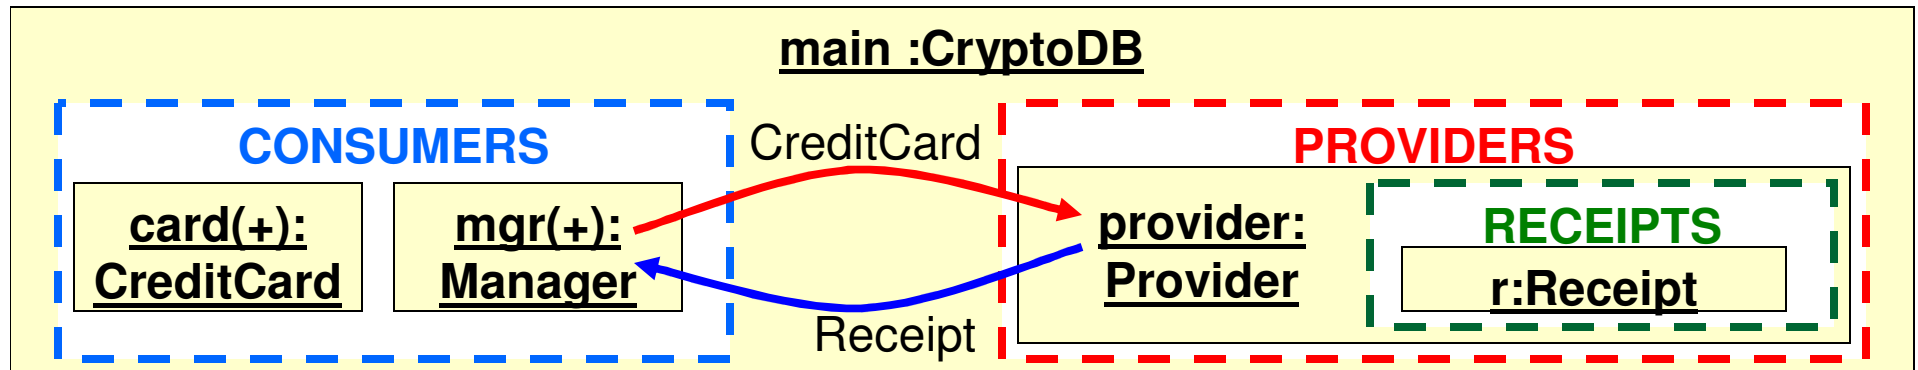 main :CryptoDB
CONSUMERS
CreditCard
PROVIDERS
card(+):
CreditCard
mgr(+):
Manager
provider:
Provider
RECEIPTS
r:Receipt
Receipt